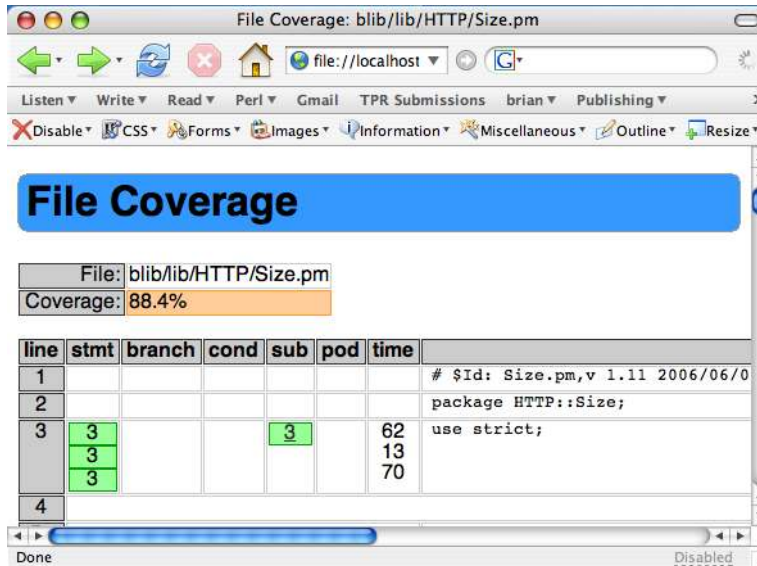 File Coverage: blib/lib/HTTP/Size.pm
file://localhost G
Listen Write Read Perl Gmail TPR Submissions brian Publishing
Disable CSS Forms Images Information Miscellaneous Outline Resize
File Coverage
File: blib/lib/HTTP/Size.pm
Coverage: 88.4%
line stmt branch cond sub pod time
1 # $Id: Size.pm,v 1.11 2006/06/0
2 package HTTP::Size;
3 3 3 62 use strict;
3 13
3 70
4
Done Disabled